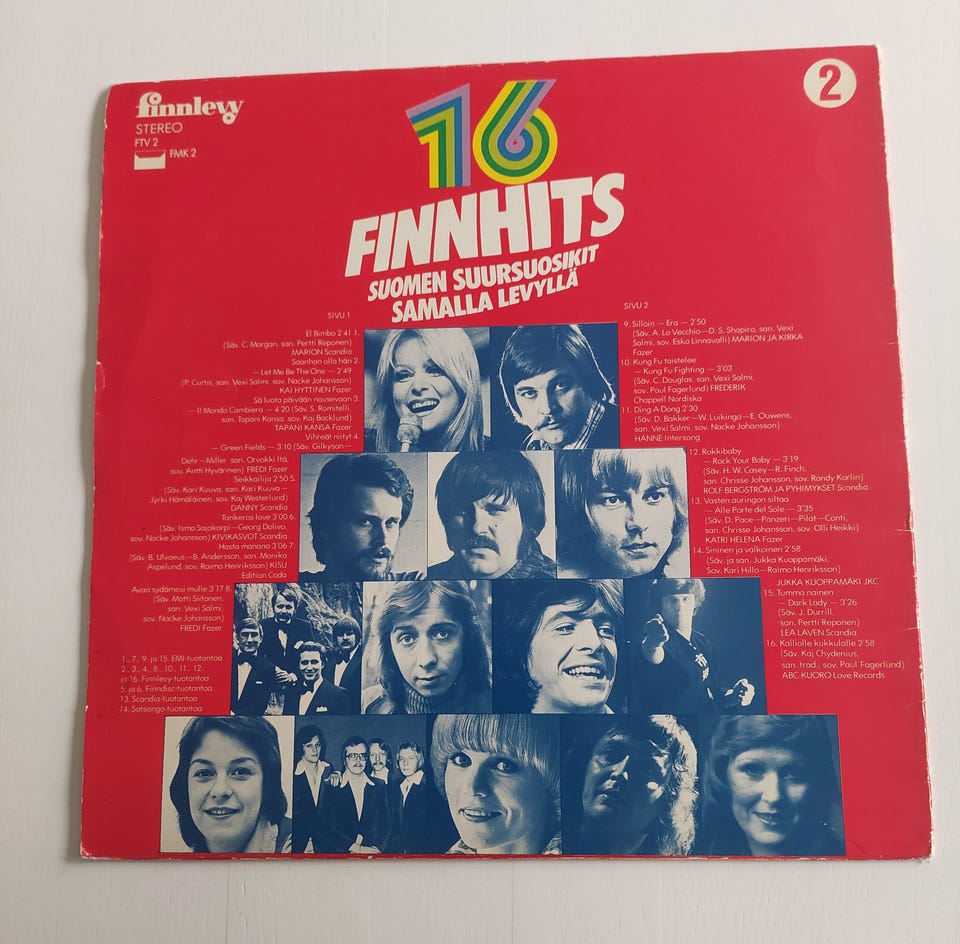 finnlevy
STEREO
FTV 2
FMK 2
2
16
FINNHITS
SUOMEN SUURSUOSIKIT
SAMALLA LEVYLLÄ
SIVU 1
El Bimbo 2'41 1.
(Säv. C. Morgan, san. Pertti Reponen)
MARION Scandia
Saanhan olla hän 2.
— Let Me Be The One — 2'49
(P. Curtis, san. Vexi Salmi, sov. Nacke Johansson)
KAI HYTTINEN Fazer
Sä luota päivään nousevaan 3.
— Il Mondo Cambiera — 4'20 (Säv. S. Romitelli,
san. Tapani Kansa, sov. Kaj Backlund)
TAPANI KANSA Fazer
Vihreät niityt 4.
— Green Fields — 3'10 (Säv. Gilkyson—
Dehr—Miller san. Orvokki Itä,
sov. Antti Hyvärinen) FREDI Fazer
Seikkailija 2'50 5.
(Säv. Kari Kuuva, san. Kari Kuuva—
Jyrki Hämäläinen, sov. Kaj Westerlund)
DANNY Scandia
Tankeros love 3'00 6.
(Säv. Ismo Sajakorpi—Georg Dolivo,
sov. Nacke Johansson) KIVIKASVOT Scandia
Hasta manana 3'06 7.
(Säv. B. Ulvaeus—B. Andersson, san. Monika
Aspelund, sov. Raimo Henriksson) KISU
Edition Coda
Avaa sydämesi mulle 3'17 8.
(Säv. Matti Siitonen,
san. Vexi Salmi,
sov. Nacke Johansson)
FREDI Fazer
1., 7., 9. ja 15. EMI-tuotantoa
2., 3., 4., 8., 10., 11., 12.
ja 16. Finnlevy-tuotantoa
5. ja 6. Finndisc-tuotantoa
13. Scandia-tuotantoa
14. Satsanga-tuotantoa
SIVU 2
9. Silloin — Era — 2'50
(Säv. A. Lo Vecchio—D. S. Shapiro, san. Vexi
Salmi, sov. Esko Linnavalli) MARION JA KIRKA
Fazer
10. Kung Fu taistelee
— Kung Fu Fighting — 3'03
(Säv. C. Douglas, san. Vexi Salmi,
sov. Paul Fagerlund) FREDERIK
Chappell Nordiska
11. Ding-A-Dong 2'30
(Säv. D. Bakker—W. Luikinga—E. Ouwens,
san. Vexi Salmi, sov. Nacke Johansson)
HANNE Intersong
12. Rokkibaby
— Rock Your Baby — 3'19
(Säv. H. W. Casey—R. Finch,
san. Chrisse Johansson, sov. Randy Korlin)
ROLF BERGSTRÖM JA PYHIMYKSET Scandia
13. Vasten auringon siltaa
— Alle Porte del Sole — 3'35
(Säv. D. Pace—Panzeri—Pilat—Conti,
san. Chrisse Johansson, sov. Olli Heikki)
KATRI HELENA Fazer
14. Sininen ja valkoinen 2'58
(Säv. ja san. Jukka Kuoppamäki,
Sov. Kari Hillo—Raimo Henriksson)
JUKKA KUOPPAMÄKI JKC
15. Tumma nainen
— Dark Lady — 3'26
(Säv. J. Durrill,
san. Pertti Reponen)
LEA LAVEN Scandia
16. Kalliolle kukkulalle 2'58
(Säv. Kaj Chydenius,
san. trad., sov. Paul Fagerlund)
ABC-KUORO Love Records